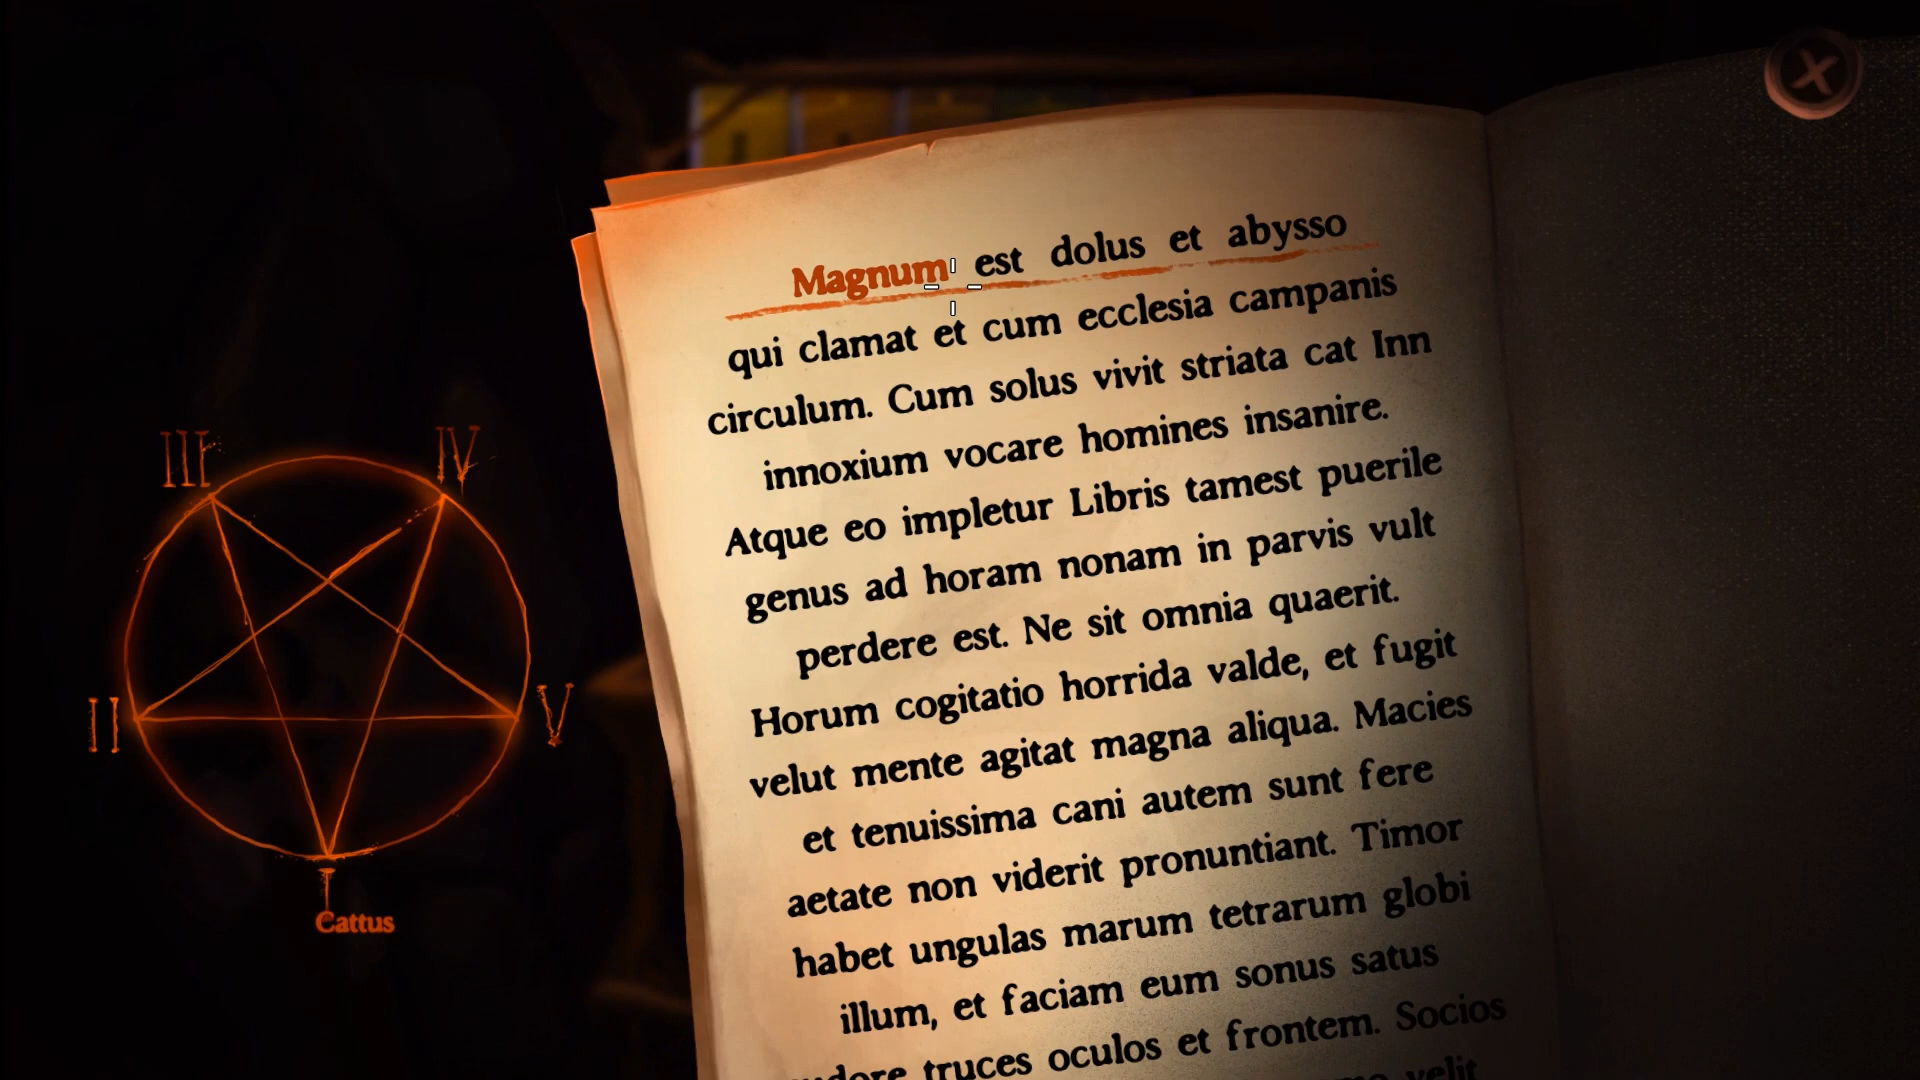 III
IV
II
V
I
Cattus
Magnum est dolus et abysso
qui clamat et cum ecclesia campanis
circulum. Cum solus vivit striata cat Inn
innoxium vocare homines insanire.
Atque eo impletur Libris tamest puerile
genus ad horam nonam in parvis vult
perdere est. Ne sit omnia quaerit.
Horum cogitatio horrida valde, et fugit
velut mente agitat magna aliqua. Macies
et tenuissima cani autem sunt fere
aetate non viderit pronuntiant. Timor
habet ungulas marum tetrarum globi
illum, et faciam eum sonus satus
truces oculos et frontem. Socios
velit